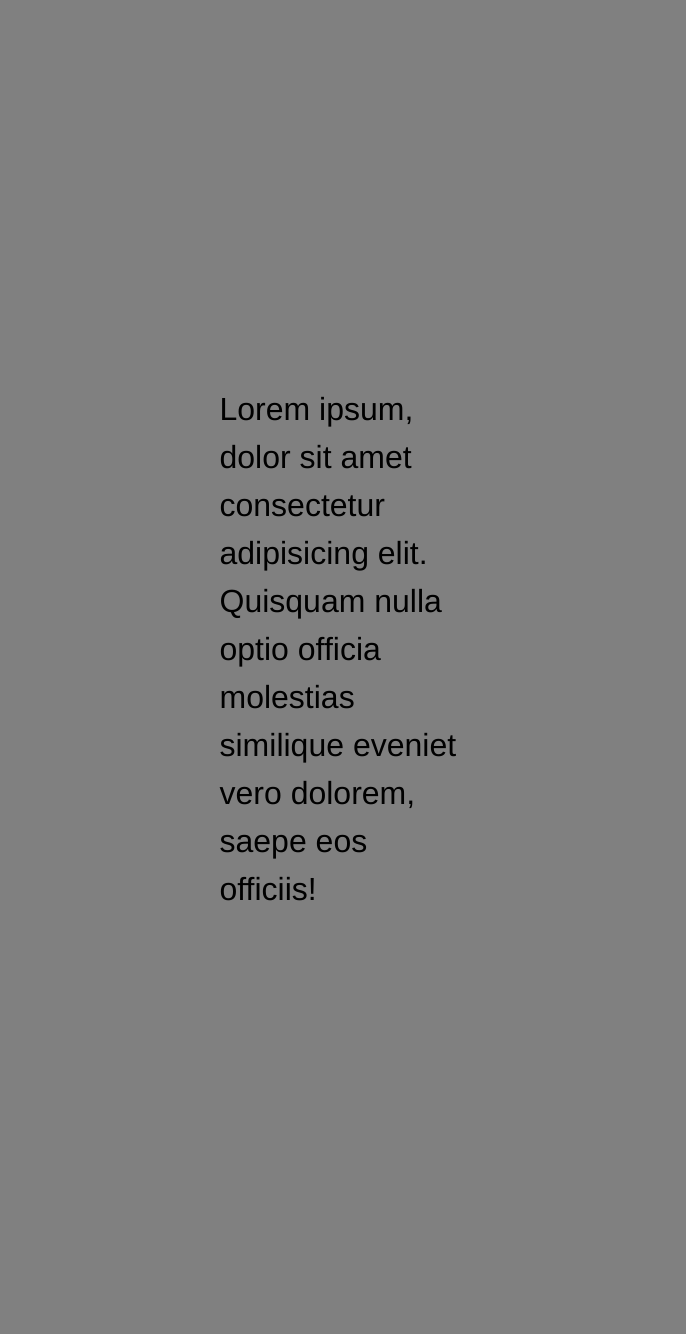 Lorem ipsum,
dolor sit amet
consectetur
adipisicing elit.
Quisquam nulla
optio officia
molestias
similique eveniet
vero dolorem,
saepe eos
officiis!